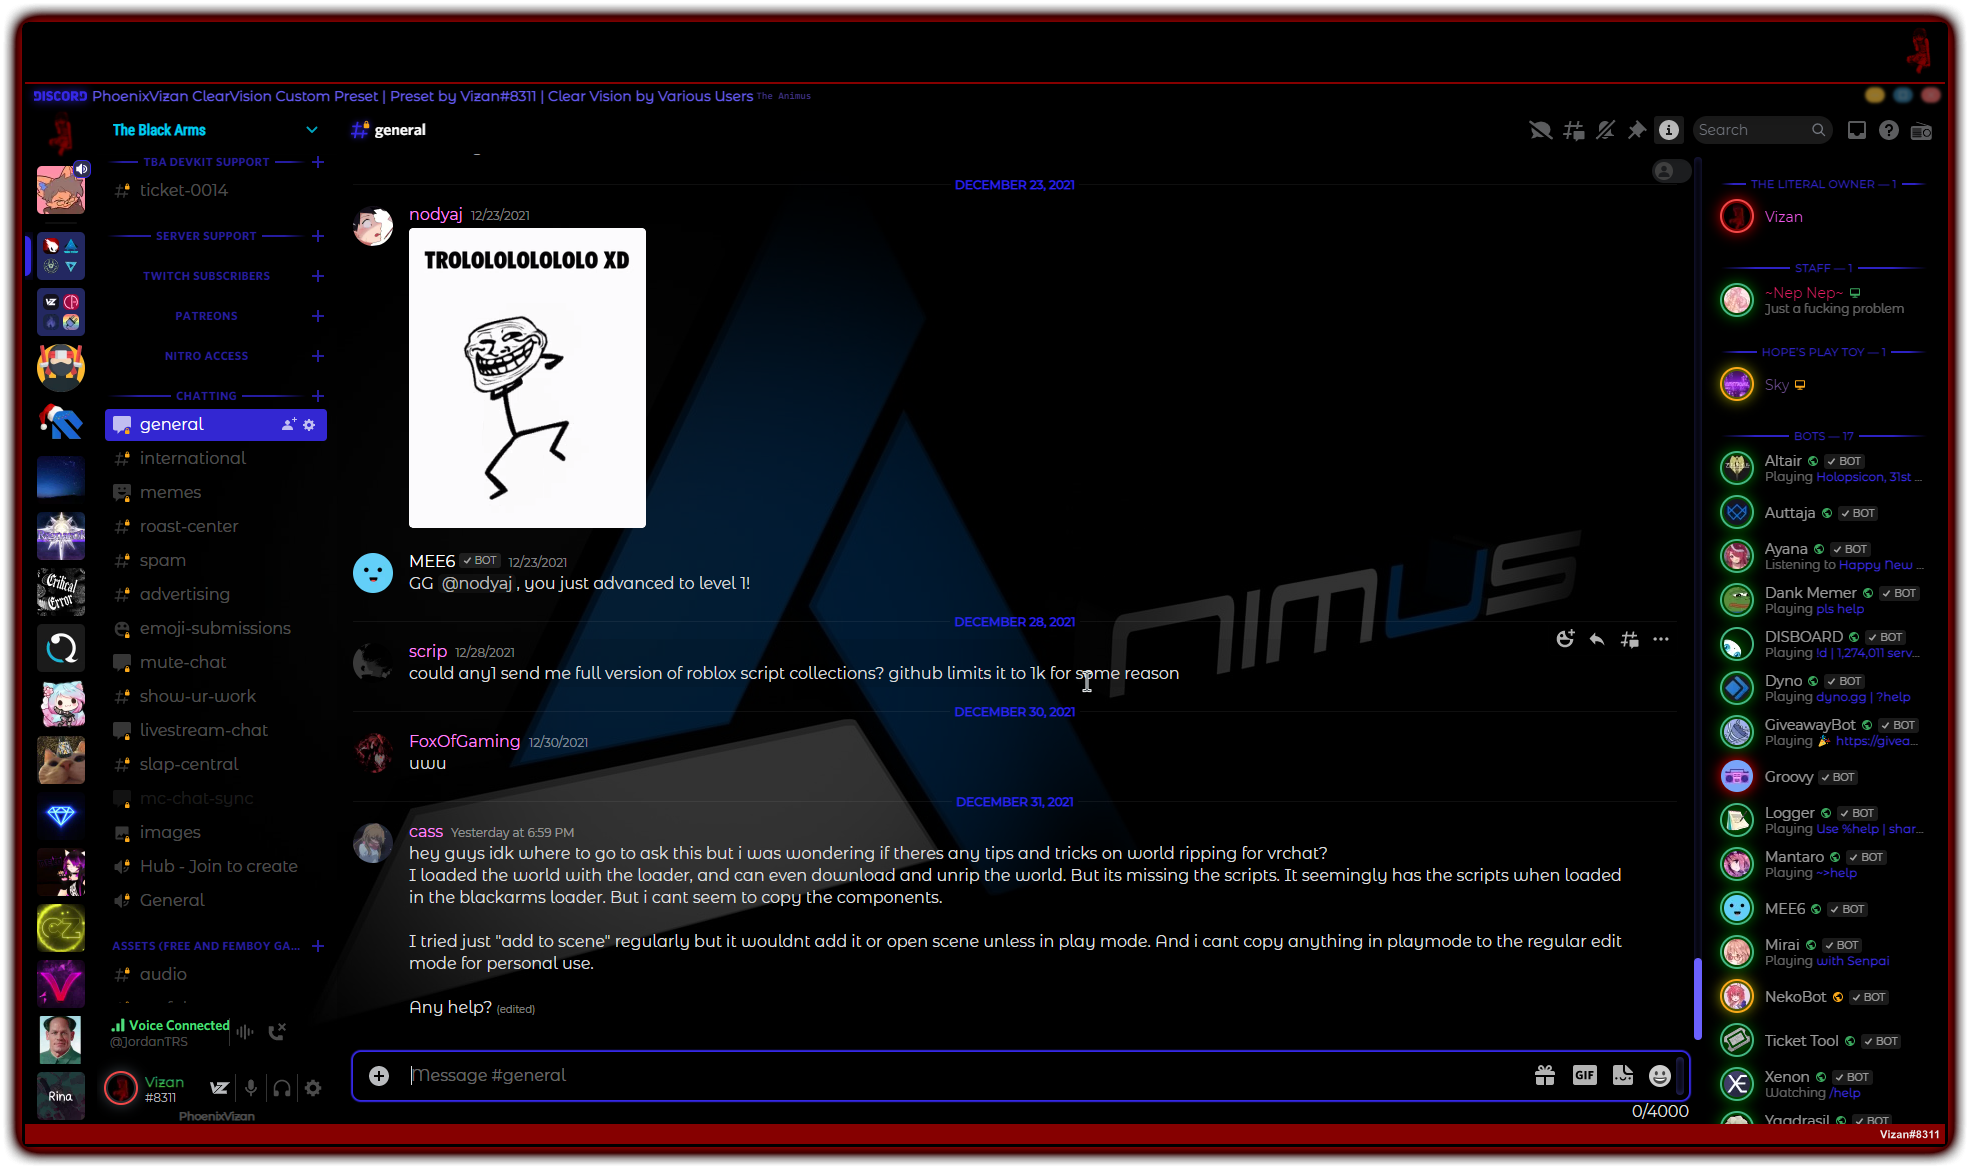 DISCORD PhoenixVizan ClearVision Custom Preset | Preset by Vizan#8311 | Clear Vision by Various Users The Animus
The Black Arms
TBA DEVKIT SUPPORT
ticket-0014
SERVER SUPPORT
TWITCH SUBSCRIBERS
PATREONS
NITRO ACCESS
CHATTING
general
international
memes
roast-center
spam
advertising
emoji-submissions
mute-chat
show-ur-work
livestream-chat
slap-central
mc-chat-sync
images
Hub - Join to create
General
ASSETS (FREE AND FEMBOY GA...
audio
Voice Connected
@JordanTRS
Vizan
#8311
VZ
PhoenixVizan
Critical
Error
CZ
V
Rina
general
Search
DECEMBER 23, 2021
nodyaj 12/23/2021
TROLOLOLOLOLOLO XD
MEE6 BOT 12/23/2021
GG @nodyaj , you just advanced to level 1!
DECEMBER 28, 2021
scrip 12/28/2021
could any1 send me full version of roblox script collections? github limits it to 1k for some reason
DECEMBER 30, 2021
FoxOfGaming 12/30/2021
uwu
DECEMBER 31, 2021
cass Yesterday at 6:59 PM
hey guys idk where to go to ask this but i was wondering if theres any tips and tricks on world ripping for vrchat?
I loaded the world with the loader, and can even download and unrip the world. But its missing the scripts. It seemingly has the scripts when loaded
in the blackarms loader. But i cant seem to copy the components.
I tried just "add to scene" regularly but it wouldnt add it or open scene unless in play mode. And i cant copy anything in playmode to the regular edit
mode for personal use.
Any help? (edited)
NIMUS
Message #general
GIF
0/4000
THE LITERAL OWNER — 1
Vizan
STAFF — 1
~Nep Nep~
Just a fucking problem
HOPE'S PLAY TOY — 1
Sky
BOTS — 17
Altair BOT
Playing Holopsicon, 31st ...
Auttaja BOT
Ayana BOT
Listening to Happy New ...
Dank Memer BOT
Playing pls help
DISBOARD BOT
Playing !d | 1,274,011 serv...
Dyno BOT
Playing dyno.gg | ?help
GiveawayBot BOT
Playing 🎉 https://givea...
Groovy BOT
Logger BOT
Playing Use %help | shar...
Mantaro BOT
Playing ~>help
MEE6 BOT
Mirai BOT
Playing with Senpai
NekoBot BOT
Ticket Tool BOT
Xenon BOT
Watching /help
Yggdrasil BOT
Vizan#8311